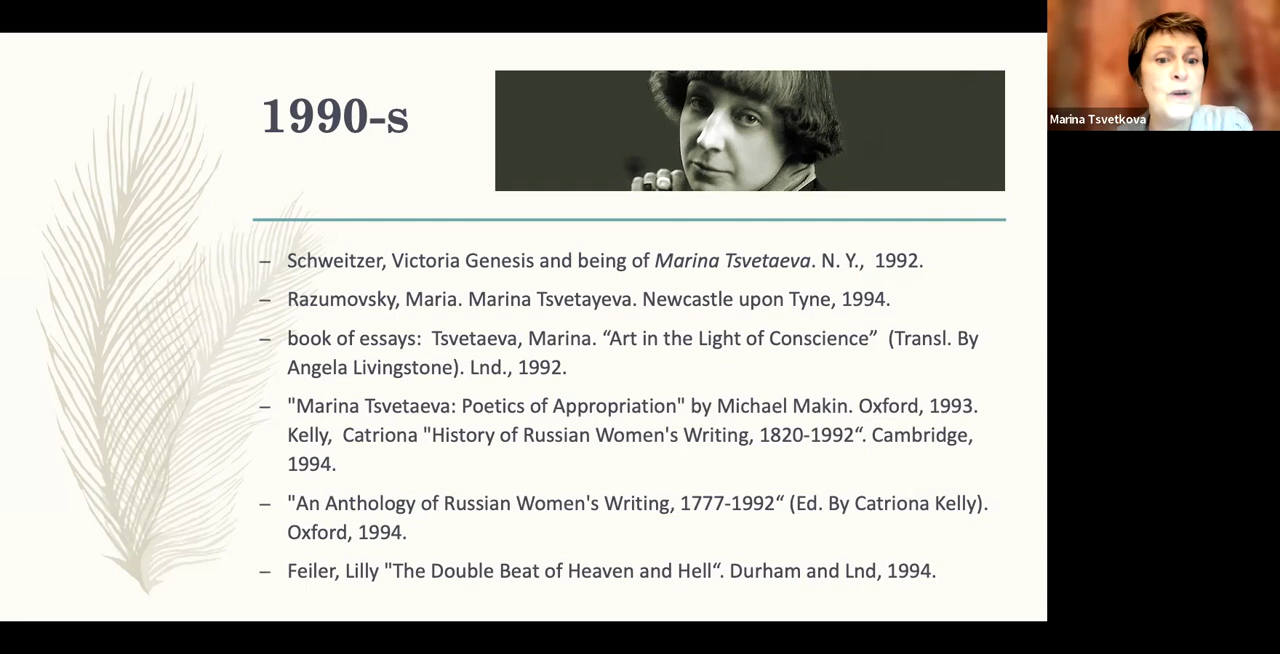 1990-s
Marina Tsvetkova
– Schweitzer, Victoria Genesis and being of Marina Tsvetaeva. N. Y.,  1992.
– Razumovsky, Maria. Marina Tsvetayeva. Newcastle upon Tyne, 1994.
– book of essays:  Tsvetaeva, Marina. “Art in the Light of Conscience”  (Transl. By
Angela Livingstone). Lnd., 1992.
– "Marina Tsvetaeva: Poetics of Appropriation" by Michael Makin. Oxford, 1993.
Kelly,  Catriona "History of Russian Women's Writing, 1820-1992“. Cambridge,
1994.
– "An Anthology of Russian Women's Writing, 1777-1992“ (Ed. By Catriona Kelly).
Oxford, 1994.
– Feiler, Lilly "The Double Beat of Heaven and Hell“. Durham and Lnd, 1994.